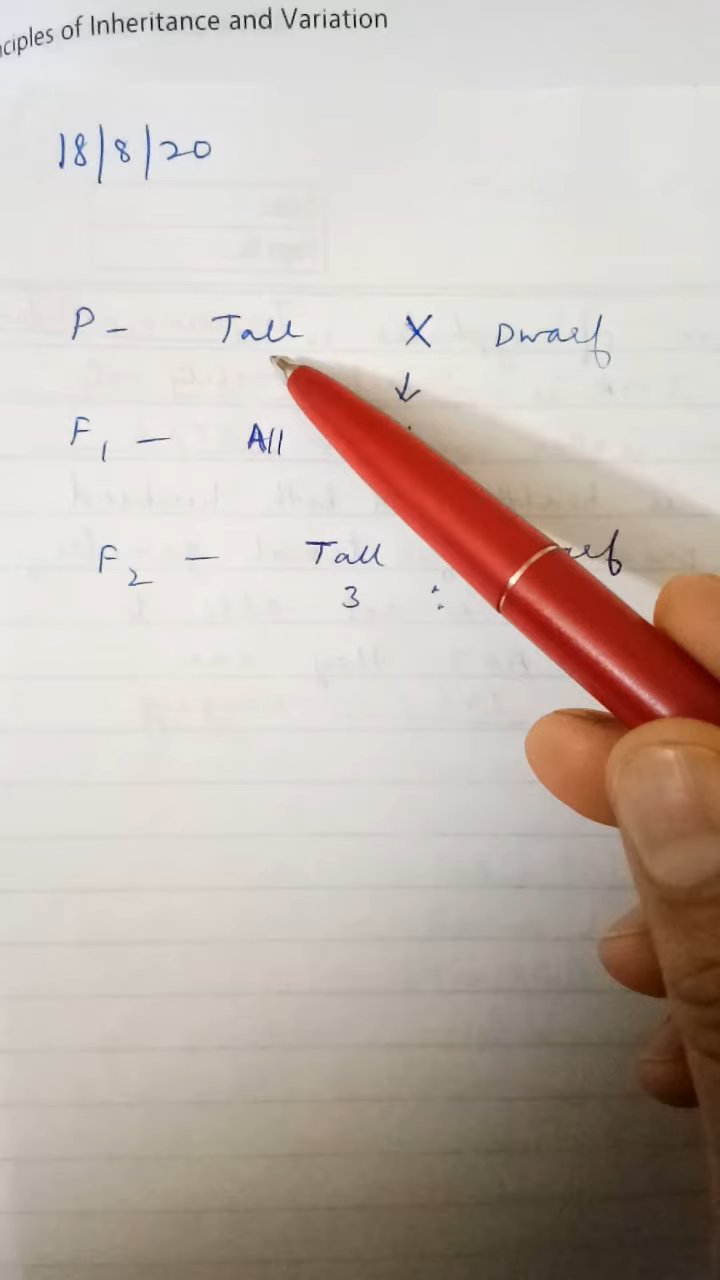 ciples of Inheritance and Variation
18/8/20
P - Tall X Dwarf
↓
F1 - All
F2 - Tall
3 :